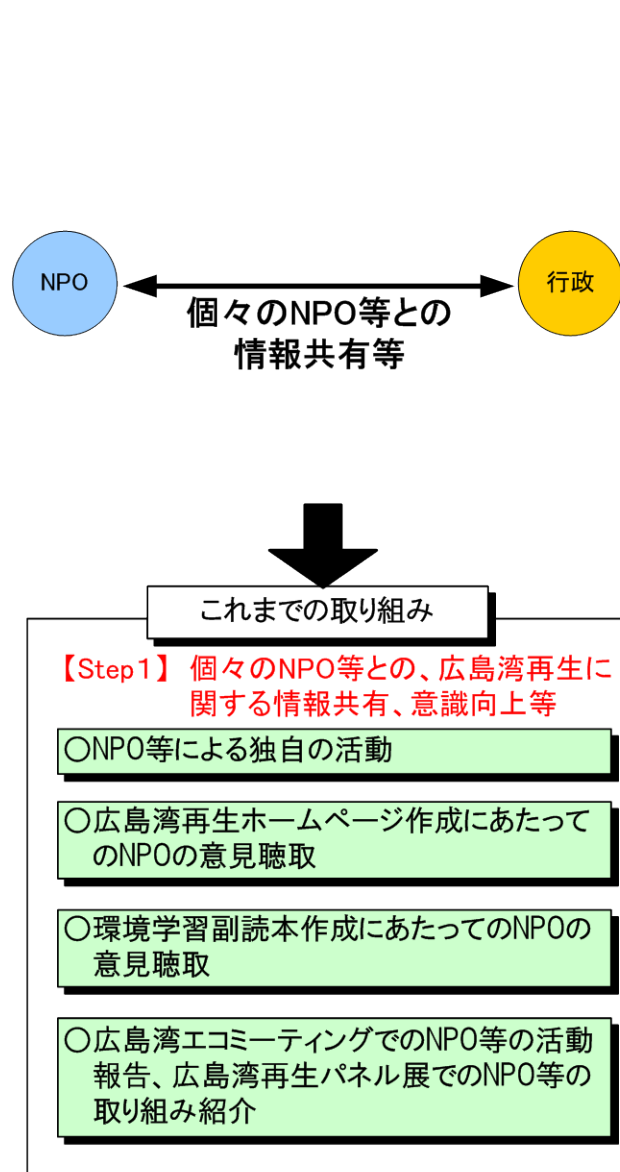 NPO
行政
個々のNPO等との
情報共有等
これまでの取り組み
【Step1】 個々のNPO等との、広島湾再生に
関する情報共有、意識向上等
○NPO等による独自の活動
○広島湾再生ホームページ作成にあたって
のNPOの意見聴取
○環境学習副読本作成にあたってのNPOの
意見聴取
○広島湾エコミーティングでのNPO等の活動
報告、広島湾再生パネル展でのNPO等の
取り組み紹介